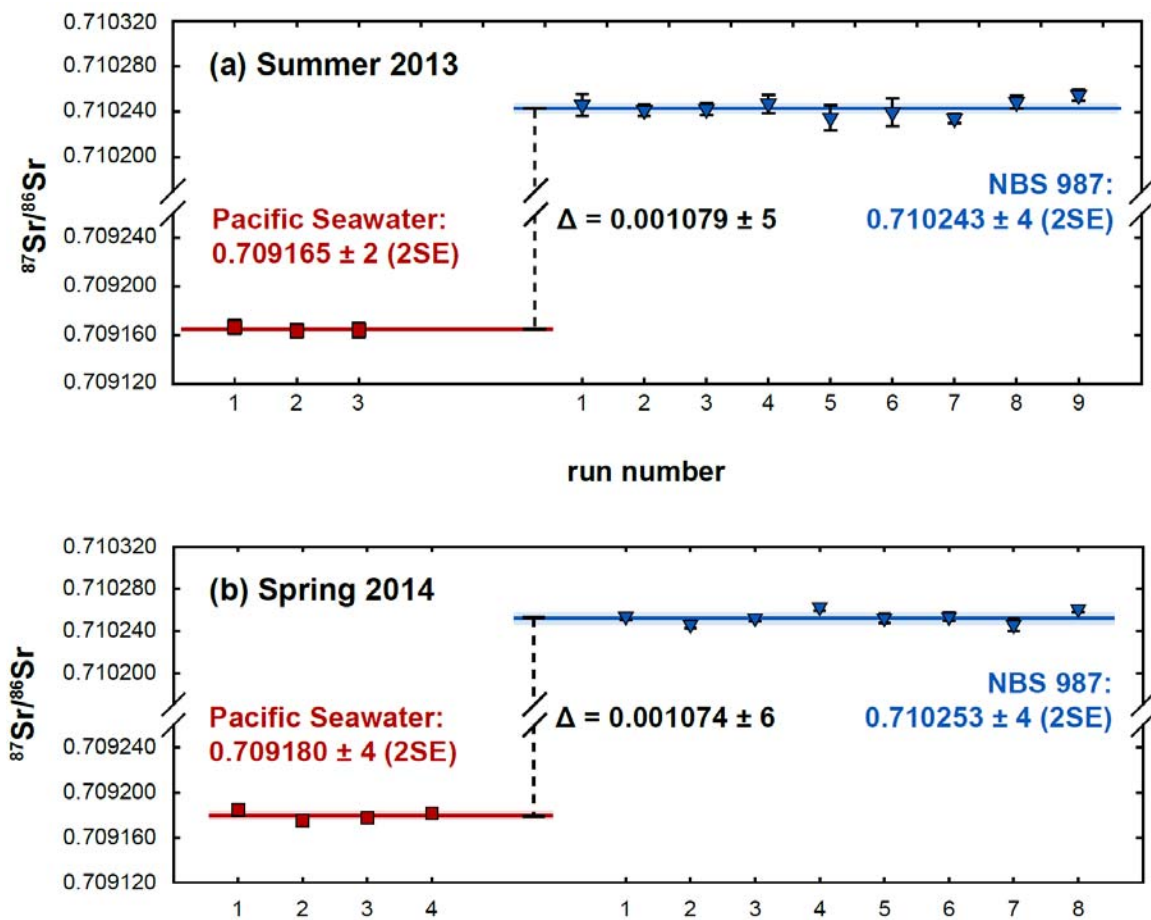 0.710320
(a) Summer 2013
0.710280
0.710240
0.710200
NBS 987:
0.710243 ± 4 (2SE)
Pacific Seawater:
0.709165 ± 2 (2SE)
Δ = 0.001079 ± 5
87Sr/86Sr
0.709240
0.709200
0.709160
0.709120
1 2 3 1 2 3 4 5 6 7 8 9
run number
0.710320
(b) Spring 2014
0.710280
0.710240
0.710200
NBS 987:
0.710253 ± 4 (2SE)
Pacific Seawater:
0.709180 ± 4 (2SE)
Δ = 0.001074 ± 6
87Sr/86Sr
0.709240
0.709200
0.709160
0.709120
1 2 3 4 1 2 3 4 5 6 7 8